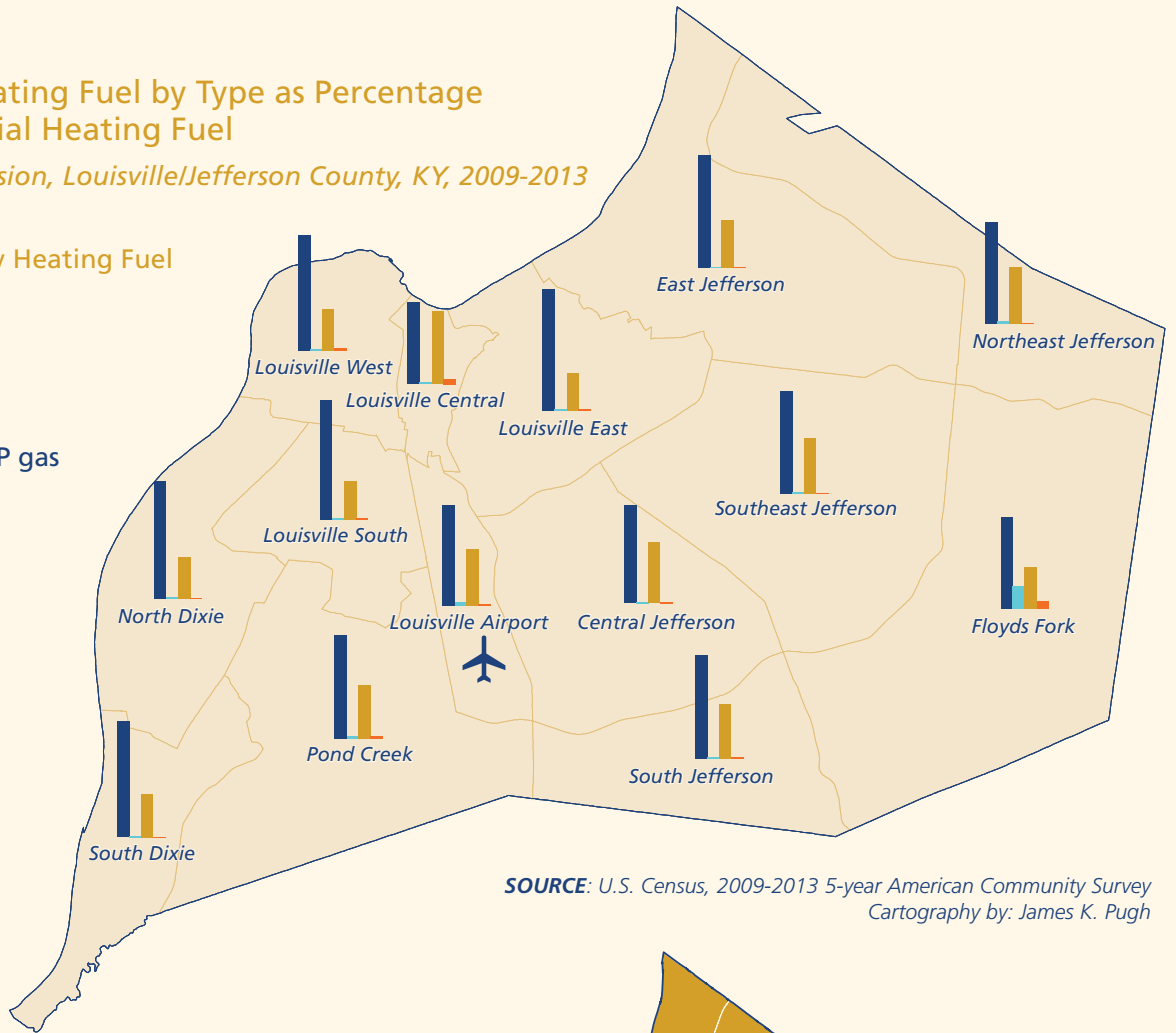 ating Fuel by Type as Percentage
ial Heating Fuel
sion, Louisville/Jefferson County, KY, 2009-2013
y Heating Fuel
P gas
East Jefferson
Northeast Jefferson
Louisville West
Louisville Central
Louisville East
Southeast Jefferson
Louisville South
North Dixie
Louisville Airport
Central Jefferson
Floyds Fork
Pond Creek
South Jefferson
South Dixie
SOURCE: U.S. Census, 2009-2013 5-year American Community Survey
Cartography by: James K. Pugh